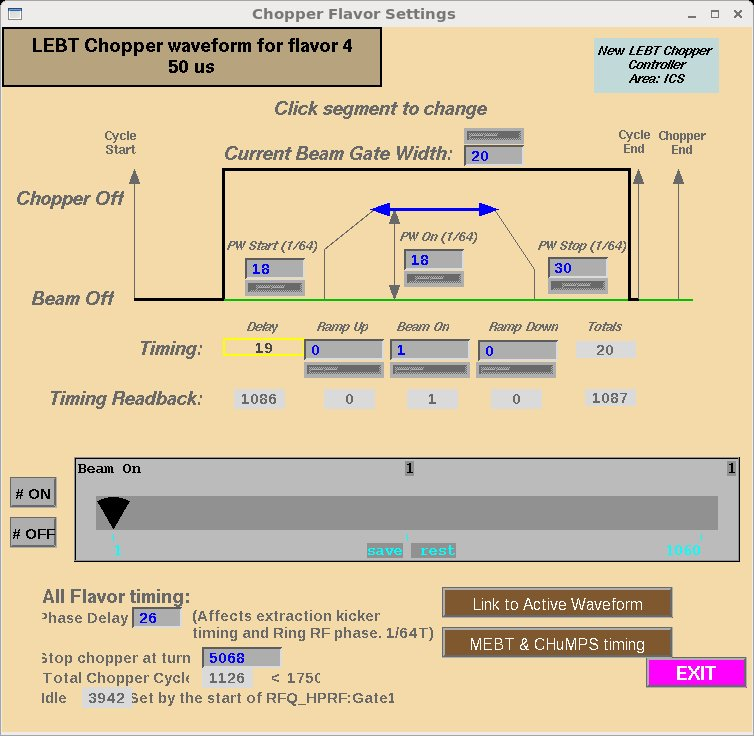 Chopper Flavor Settings
LEBT Chopper waveform for flavor 4
50 us
New LEBT Chopper
Controller
Area: ICS
Click segment to change
Cycle
Start
Current Beam Gate Width: 20
Cycle
End
Chopper
End
Chopper Off
PW Start (1/64)
18
PW On (1/64)
18
PW Stop (1/64)
30
Beam Off
Delay Ramp Up Beam On Ramp Down Totals
Timing: 19 0 1 0 20
Timing Readback: 1086 0 1 0 1087
# ON
# OFF
Beam On 1 1
1 save rest 1060
All Flavor timing:
Phase Delay 26 (Affects extraction kicker
timing and Ring RF phase. 1/64T)
Stop chopper at turn 5068
Total Chopper Cycle 1126 < 1750
Idle 3942 Set by the start of RFQ_HPRF:Gate1
Link to Active Waveform
MEBT & CHuMPS timing
EXIT